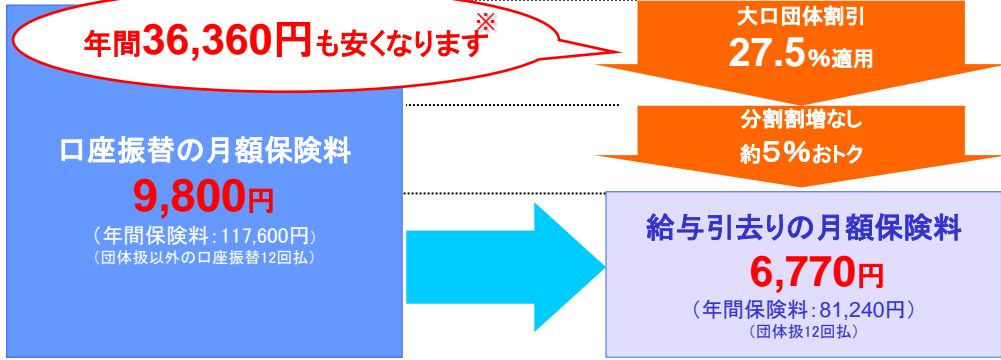 年間36,360円も安くなります※
大口団体割引
27.5%適用
分割割増なし
約5%おトク
口座振替の月額保険料
9,800円
（年間保険料：117,600円）
（団体扱以外の口座振替12回払）
給与引去りの月額保険料
6,770円
（年間保険料：81,240円）
（団体扱12回払）